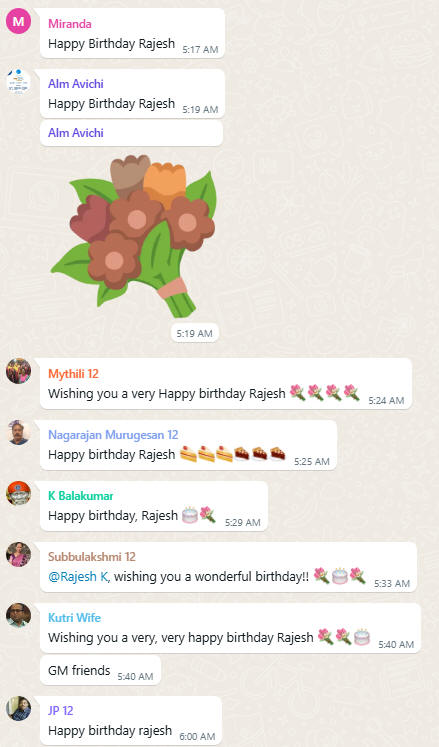 M
Miranda
Happy Birthday Rajesh 5:17 AM
Alm Avichi
Happy Birthday Rajesh 5:19 AM
Alm Avichi
5:19 AM
Mythili 12
Wishing you a very Happy birthday Rajesh 💐💐💐💐 5:24 AM
Nagarajan Murugesan 12
Happy birthday Rajesh 🍰🍰🍰🥧🥧🥧 5:25 AM
K Balakumar
Happy birthday, Rajesh 🎂💐 5:29 AM
Subbulakshmi 12
@Rajesh K, wishing you a wonderful birthday!! 💐🎂💐 5:33 AM
Kutri Wife
Wishing you a very, very happy birthday Rajesh 💐💐🎂 5:40 AM
GM friends 5:40 AM
JP 12
Happy birthday rajesh 6:00 AM